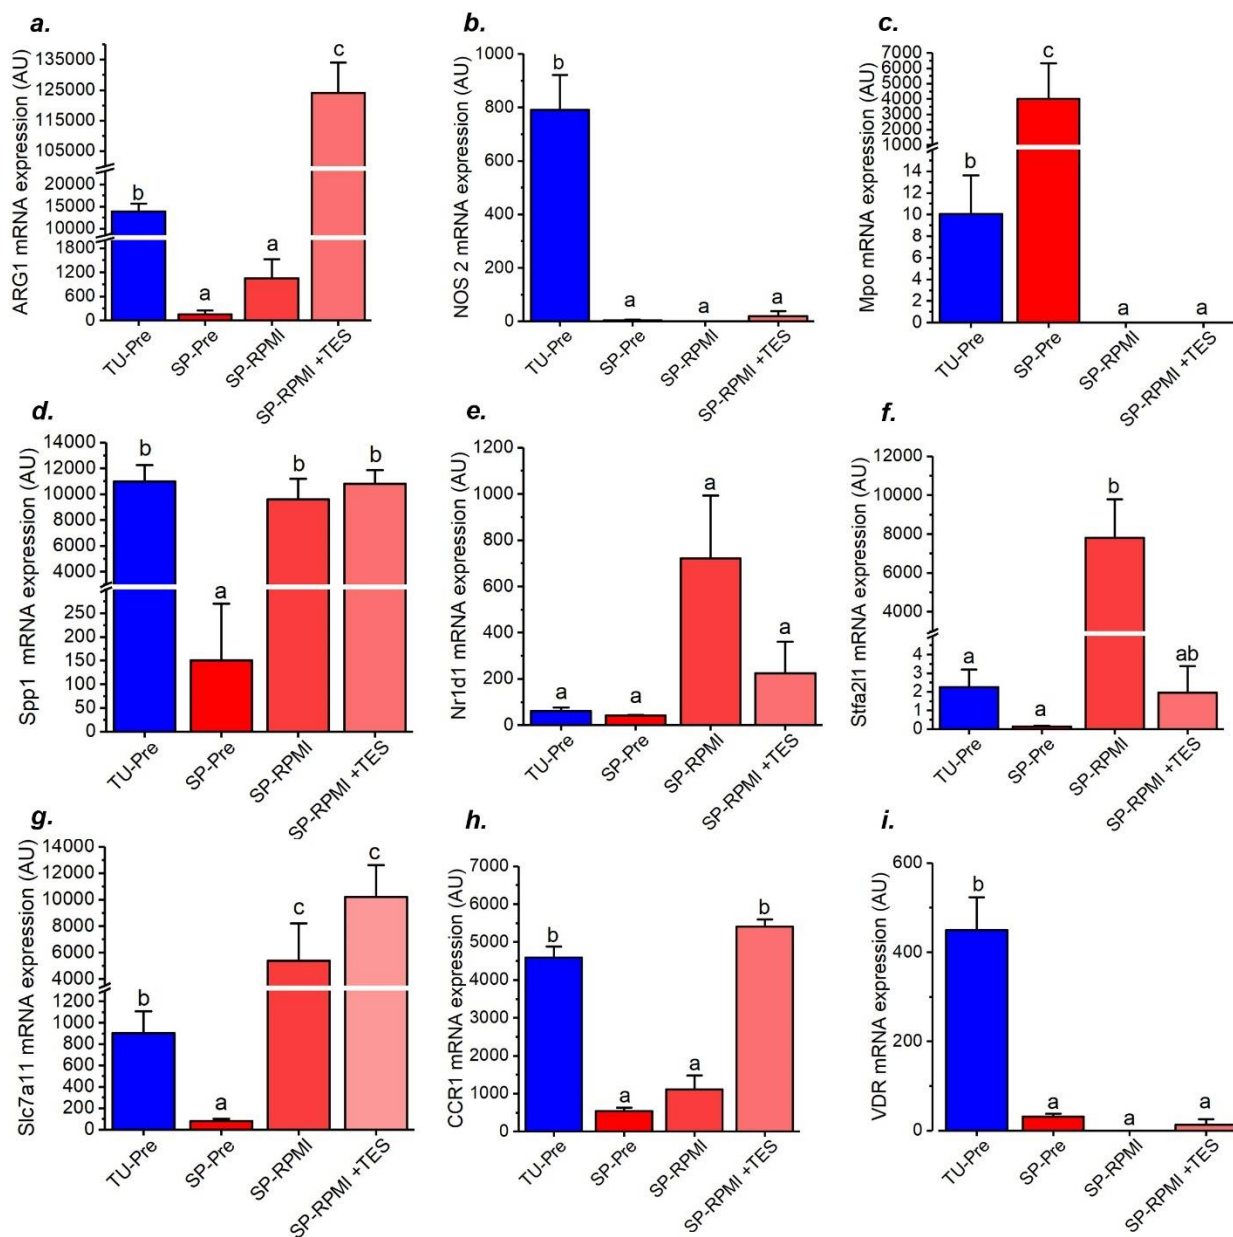 a.
ARG1 mRNA expression (AU)
135000
125000
115000
105000
20000
15000
10000
1800
1200
600
0
b
a
a
c
TU-Pre
SP-Pre
SP-RPMI
SP-RPMI +TES
b.
NOS 2 mRNA expression (AU)
1000
800
600
400
200
0
b
a
a
a
TU-Pre
SP-Pre
SP-RPMI
SP-RPMI +TES
c.
Mpo mRNA expression (AU)
7000
6000
5000
4000
3000
2000
1000
14
12
10
8
6
4
2
0
b
c
a
a
TU-Pre
SP-Pre
SP-RPMI
SP-RPMI +TES
d.
Spp1 mRNA expression (AU)
14000
12000
10000
8000
6000
4000
250
200
150
100
50
0
b
a
b
b
TU-Pre
SP-Pre
SP-RPMI
SP-RPMI +TES
e.
Nr1d1 mRNA expression (AU)
1200
1000
800
600
400
200
0
a
a
a
a
TU-Pre
SP-Pre
SP-RPMI
SP-RPMI +TES
f.
Stfa2l1 mRNA expression (AU)
12000
10000
8000
6000
4000
5
4
3
2
1
0
a
a
b
ab
TU-Pre
SP-Pre
SP-RPMI
SP-RPMI +TES
g.
Slc7a11 mRNA expression (AU)
14000
12000
10000
8000
6000
4000
1200
1000
800
600
400
200
0
b
a
c
c
TU-Pre
SP-Pre
SP-RPMI
SP-RPMI +TES
h.
CCR1 mRNA expression (AU)
7000
6000
5000
4000
3000
2000
1000
0
b
a
a
b
TU-Pre
SP-Pre
SP-RPMI
SP-RPMI +TES
i.
VDR mRNA expression (AU)
600
400
200
0
b
a
a
a
TU-Pre
SP-Pre
SP-RPMI
SP-RPMI +TES